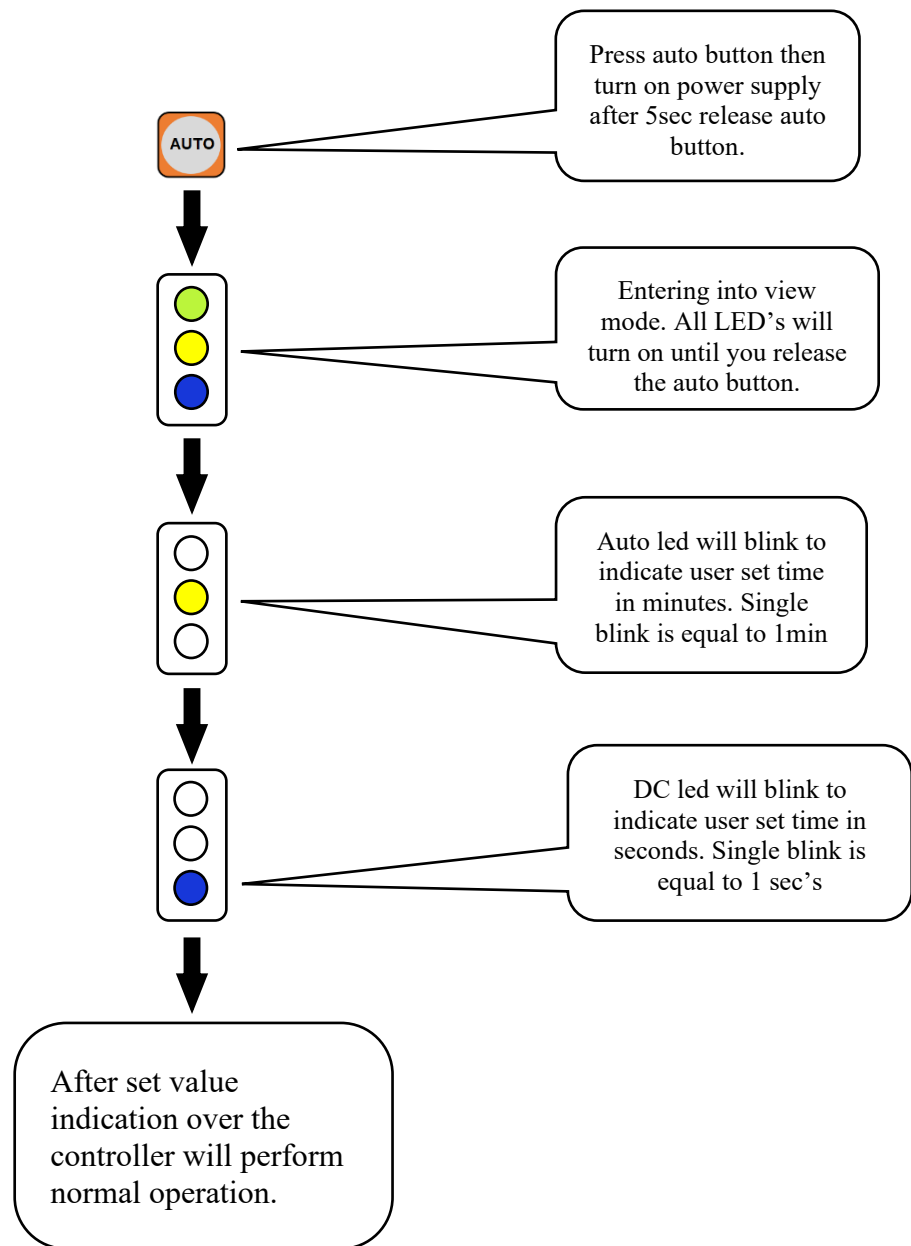 Press auto button then
turn on power supply
after 5sec release auto
button.
AUTO
Entering into view
mode. All LED’s will
turn on until you release
the auto button.
Auto led will blink to
indicate user set time
in minutes. Single
blink is equal to 1min
DC led will blink to
indicate user set time in
seconds. Single blink is
equal to 1 sec’s
After set value
indication over the
controller will perform
normal operation.